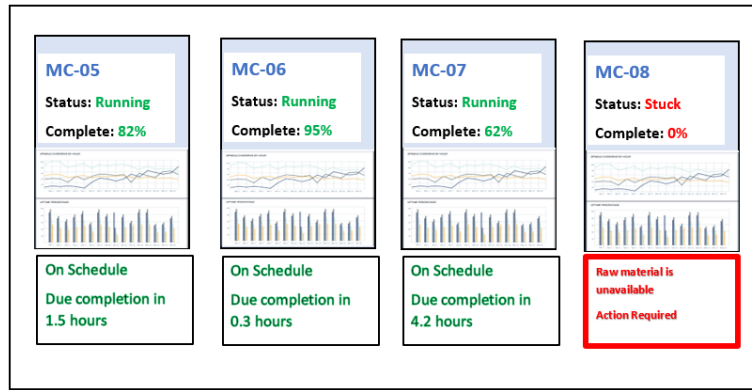 MC-05
Status: Running
Complete: 82%
On Schedule
Due completion in
1.5 hours
MC-06
Status: Running
Complete: 95%
On Schedule
Due completion in
0.3 hours
MC-07
Status: Running
Complete: 62%
On Schedule
Due completion in
4.2 hours
MC-08
Status: Stuck
Complete: 0%
Raw material is
unavailable
Action Required